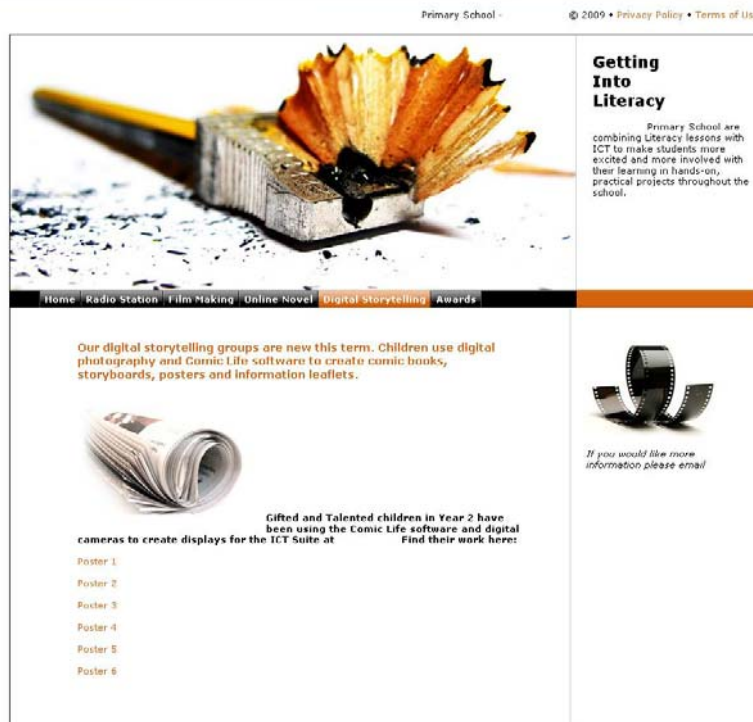 Primary School -
© 2009 • Privacy Policy • Terms of Us
Getting
Into
Literacy
Primary School are
combining Literacy lessons with
ICT to make students more
excited and more involved with
their learning in hands-on,
practical projects throughout the
school.
Home Radio Station Film Making Online Novel Digital Storytelling Awards
Our digital storytelling groups are new this term. Children use digital
photography and Comic Life software to create comic books,
storyboards, posters and information leaflets.
If you would like more
information please email
Gifted and Talented children in Year 2 have
been using the Comic Life software and digital
cameras to create displays for the ICT Suite at Find their work here:
Poster 1
Poster 2
Poster 3
Poster 4
Poster 5
Poster 6